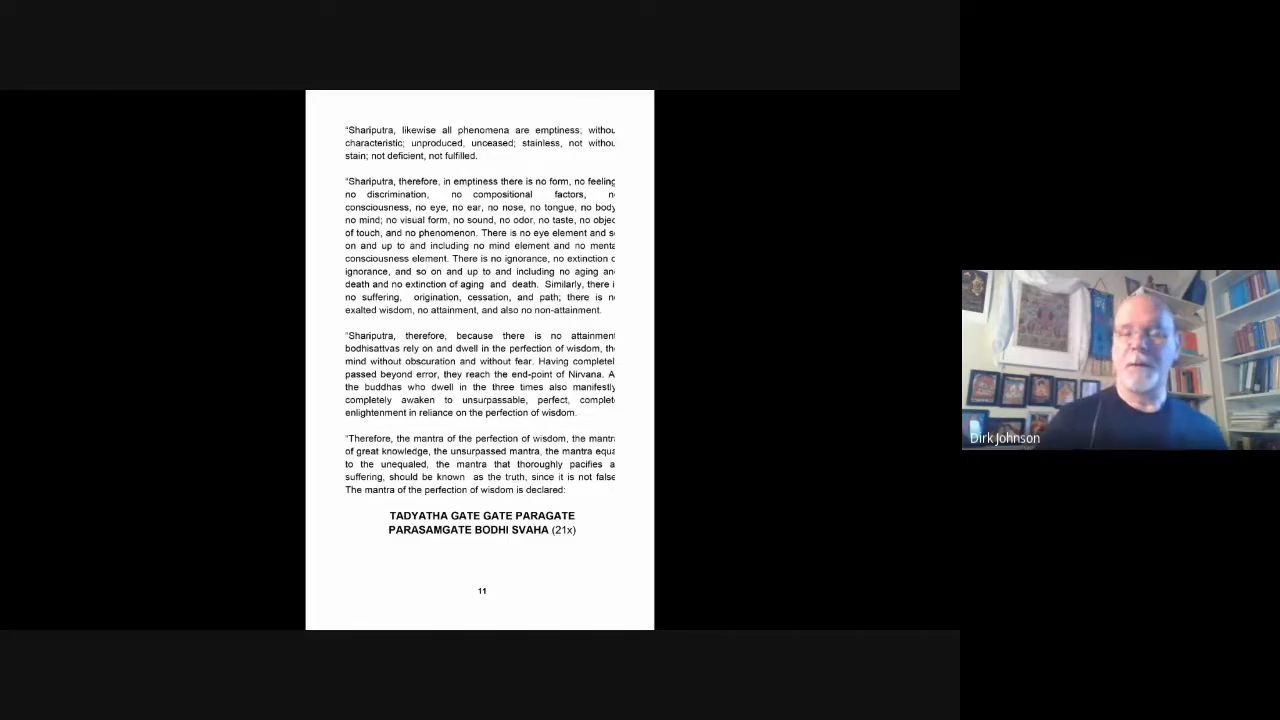 “Shariputra, likewise all phenomena are emptiness; withou
characteristic; unproduced, unceased; stainless, not withou
stain; not deficient, not fulfilled.
“Shariputra, therefore, in emptiness there is no form, no feeling
no discrimination, no compositional factors, n
consciousness, no eye, no ear, no nose, no tongue, no body
no mind; no visual form, no sound, no odor, no taste, no objec
of touch, and no phenomenon. There is no eye element and s
on and up to and including no mind element and no menta
consciousness element. There is no ignorance, no extinction o
ignorance, and so on and up to and including no aging an
death and no extinction of aging and death. Similarly, there i
no suffering, origination, cessation, and path; there is n
exalted wisdom, no attainment, and also no non-attainment.
“Shariputra, therefore, because there is no attainment
bodhisattvas rely on and dwell in the perfection of wisdom, th
mind without obscuration and without fear. Having completel
passed beyond error, they reach the end-point of Nirvana. A
the buddhas who dwell in the three times also manifestly
completely awaken to unsurpassable, perfect, complet
enlightenment in reliance on the perfection of wisdom.
“Therefore, the mantra of the perfection of wisdom, the mantr
of great knowledge, the unsurpassed mantra, the mantra equa
to the unequaled, the mantra that thoroughly pacifies a
suffering, should be known as the truth, since it is not false
The mantra of the perfection of wisdom is declared:
TADYATHA GATE GATE PARAGATE
PARASAMGATE BODHI SVAHA (21x)
11
Dirk Johnson